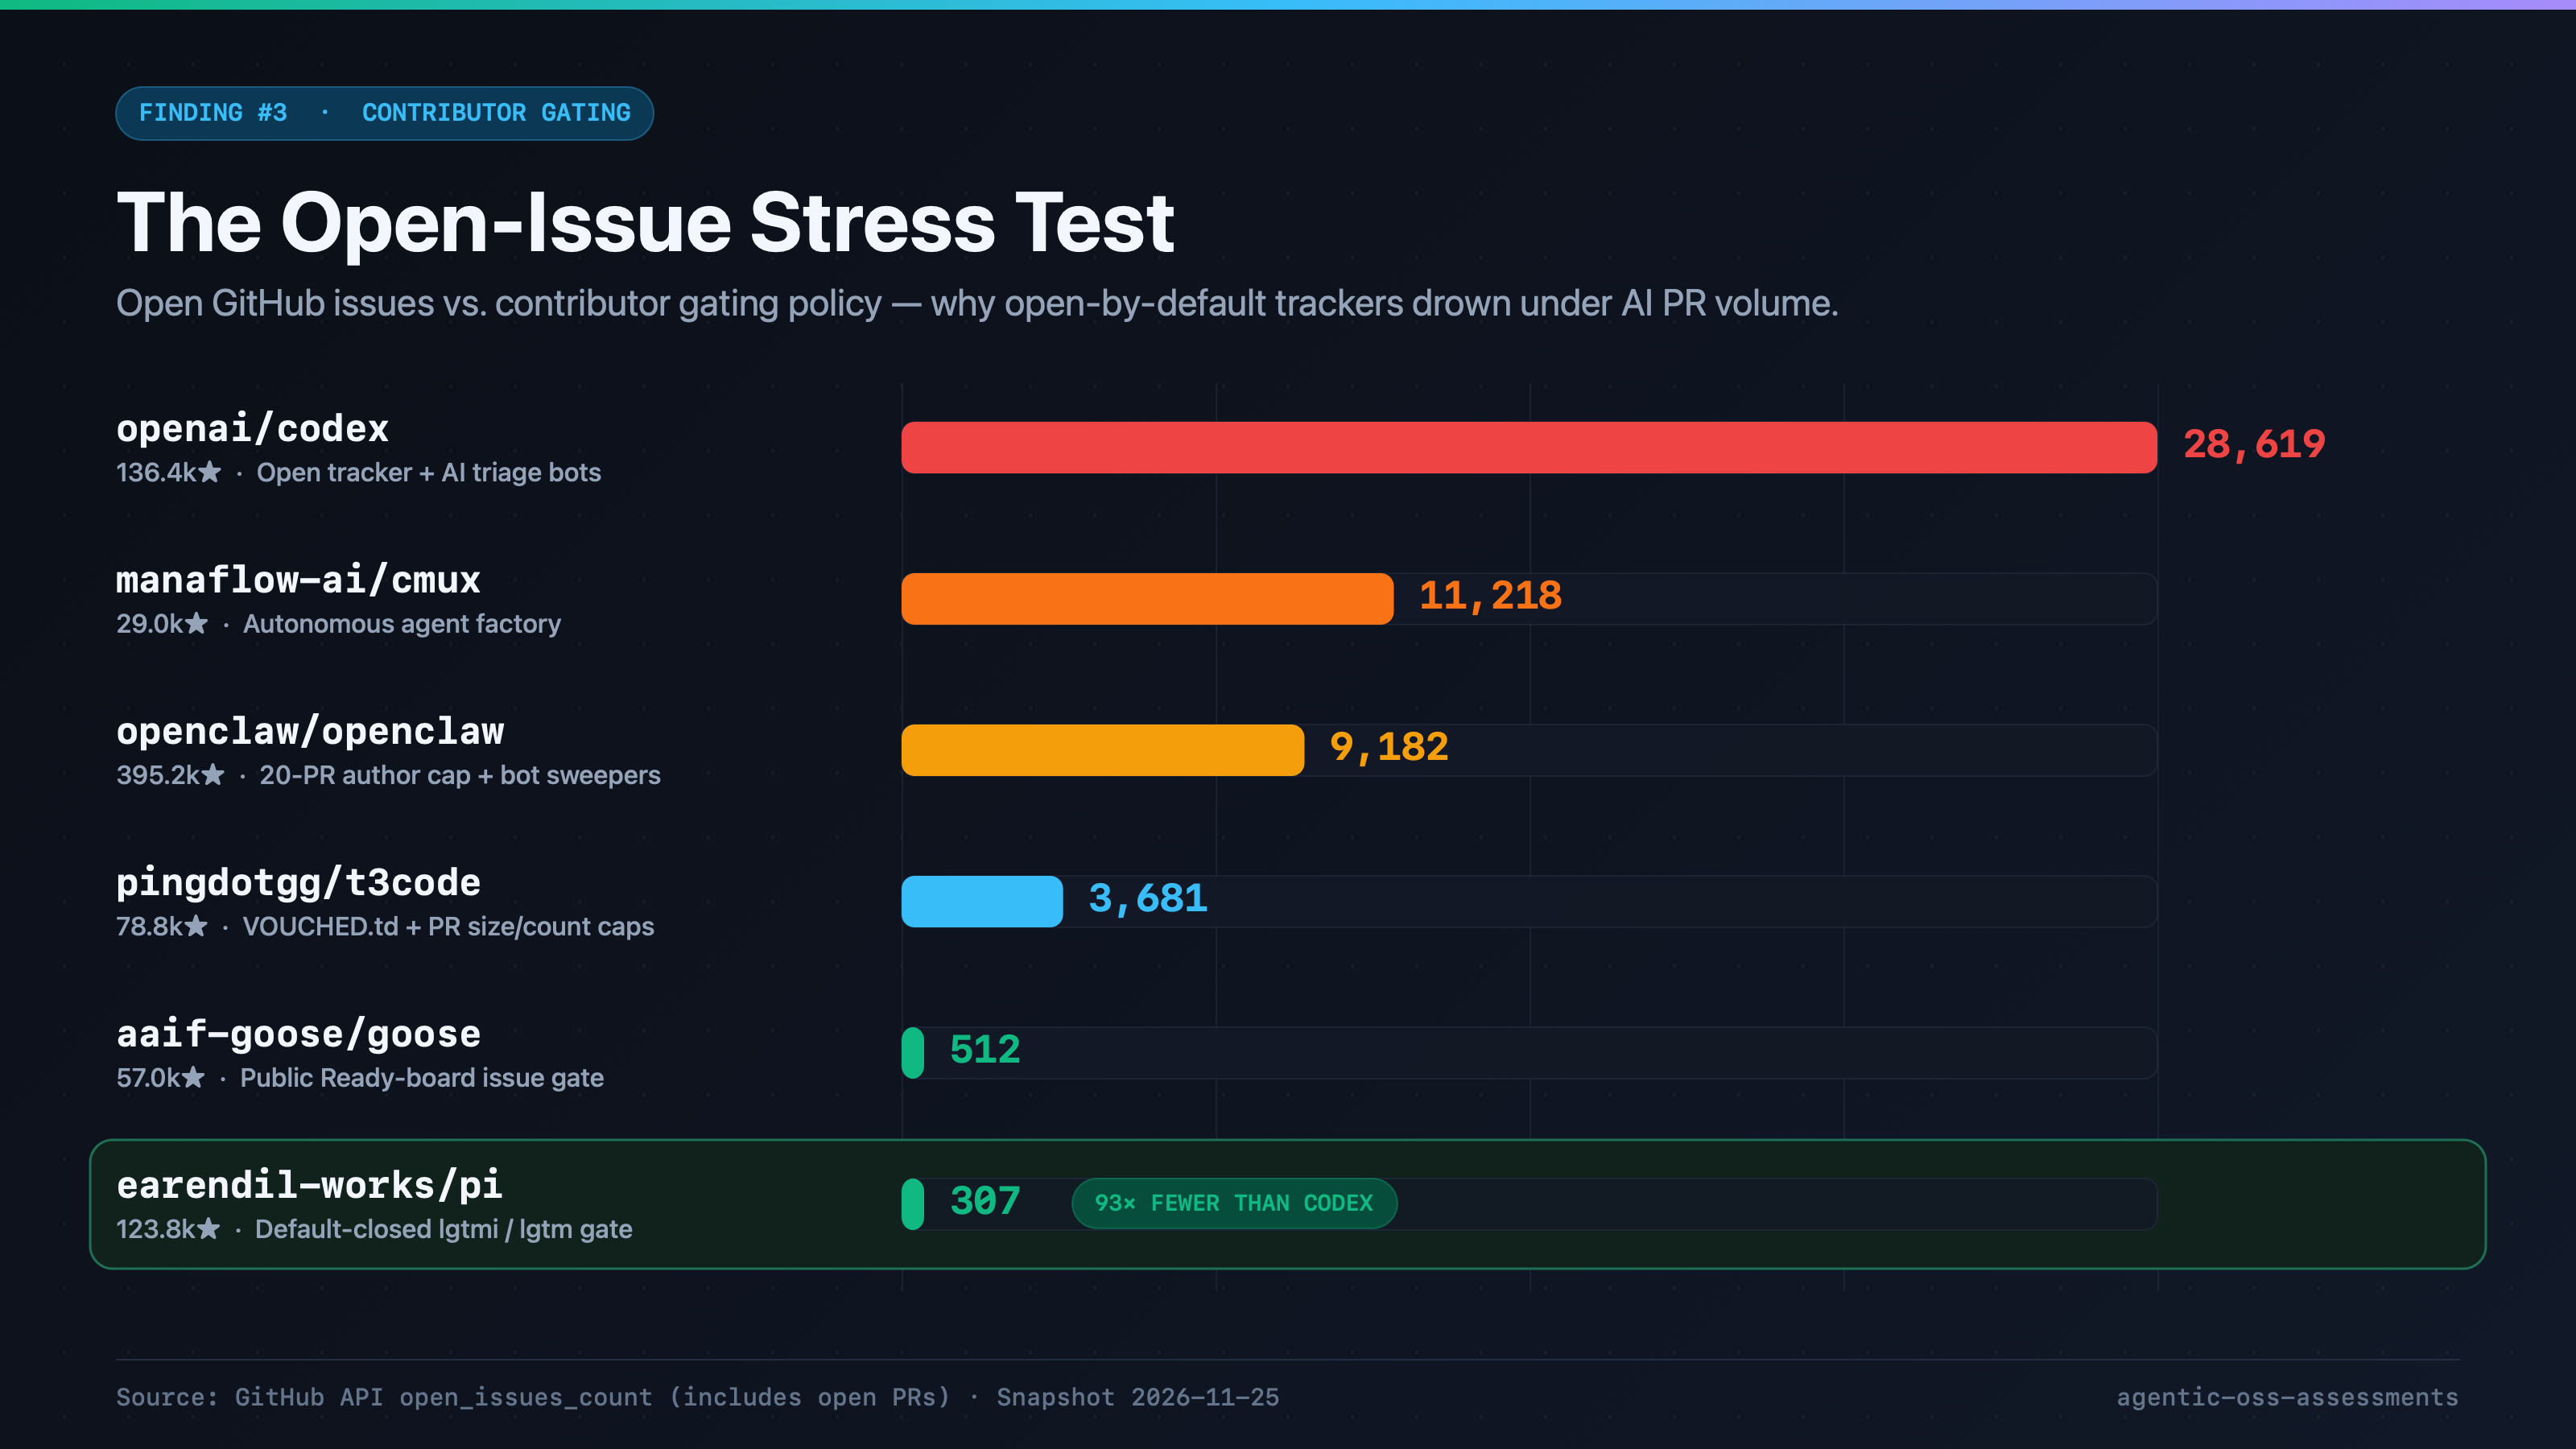 FINDING #3 · CONTRIBUTOR GATING
The Open-Issue Stress Test
Open GitHub issues vs. contributor gating policy — why open-by-default trackers drown under AI PR volume.
openai/codex
136.4k★ · Open tracker + AI triage bots
28,619
manaflow-ai/cmux
29.0k★ · Autonomous agent factory
11,218
openclaw/openclaw
395.2k★ · 20-PR author cap + bot sweepers
9,182
pingdotgg/t3code
78.8k★ · VOUCHED.td + PR size/count caps
3,681
aaif-goose/goose
57.0k★ · Public Ready-board issue gate
512
earendil-works/pi
123.8k★ · Default-closed lgtmi / lgtm gate
307
93× FEWER THAN CODEX
Source: GitHub API open_issues_count (includes open PRs) · Snapshot 2026-11-25
agentic-oss-assessments